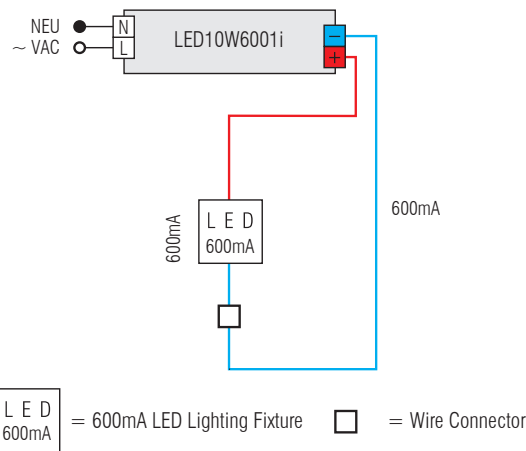 NEU
N
LED10W6001i
−
~ VAC
L
+
600mA
L E D
600mA
600mA
L E D
600mA
= 600mA LED Lighting Fixture
= Wire Connector